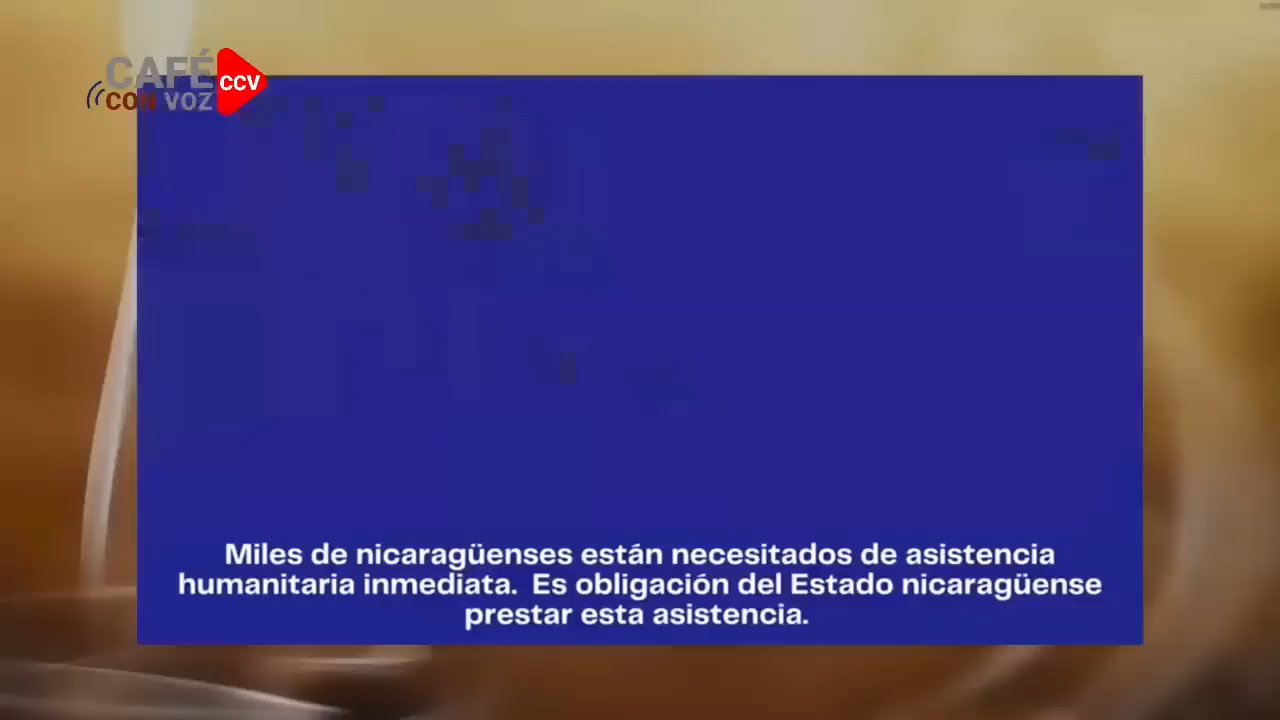 CAFÉ
CON VOZ
CCV
Miles de nicaragüenses están necesitados de asistencia
humanitaria inmediata.  Es obligación del Estado nicaragüense
prestar esta asistencia.